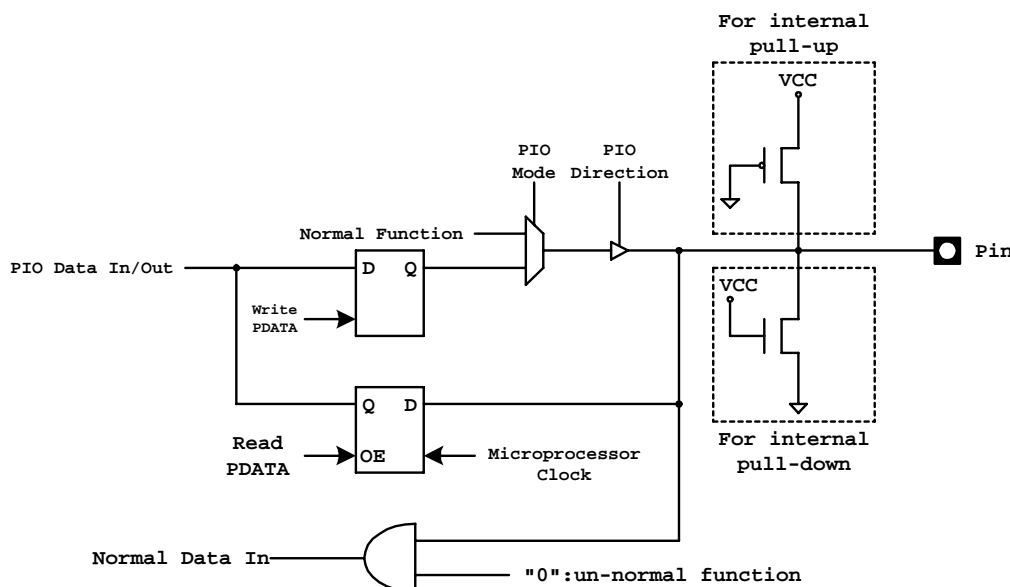 For internal
pull-up
VCC
PIO
Mode
PIO
Direction
Normal Function
PIO Data In/Out
D
Q
Pin
Write
PDATA
VCC
Q
D
Read
PDATA
OE
Microprocessor
Clock
For internal
pull-down
Normal Data In
"0":un-normal function